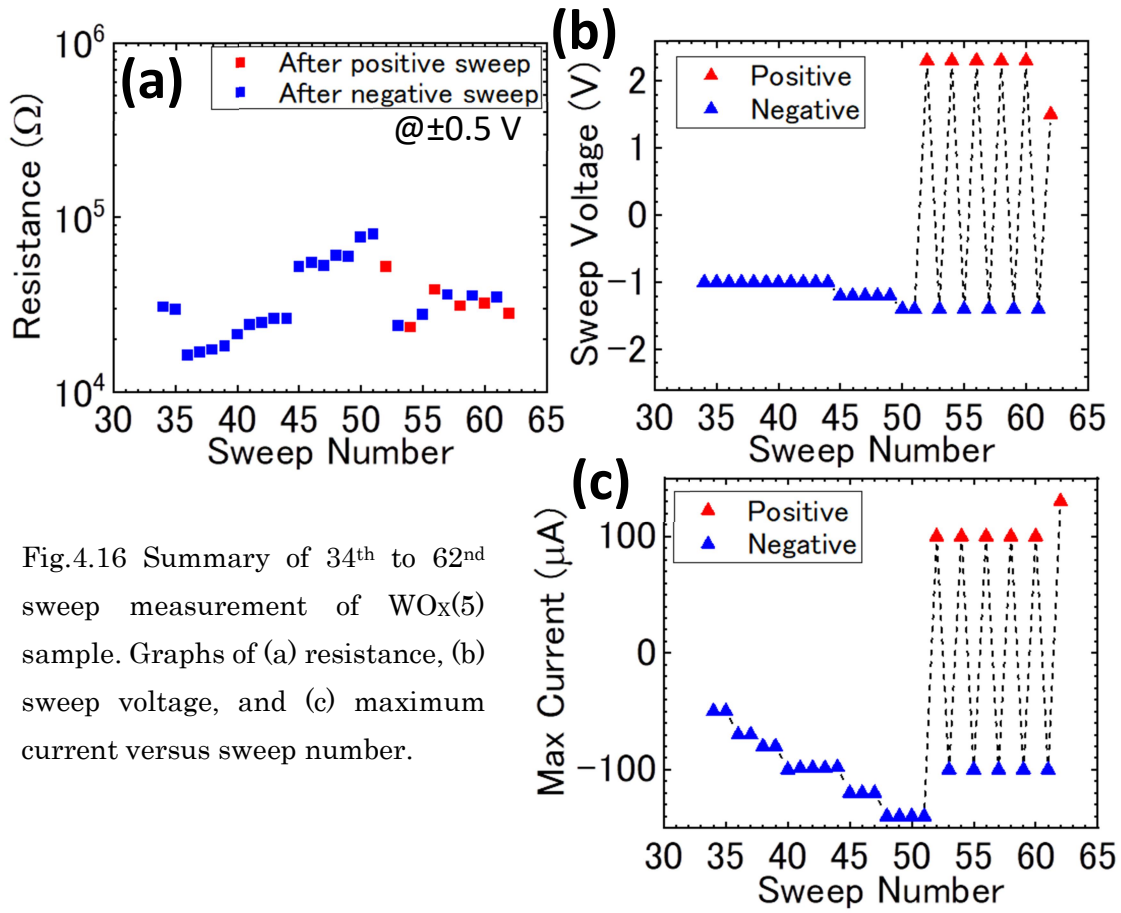 (a)
After positive sweep
After negative sweep
@±0.5 V
Resistance (Ω)
10⁶
10⁵
10⁴
30 35 40 45 50 55 60 65
Sweep Number
(b)
Positive
Negative
Sweep Voltage (V)
2
1
0
−1
−2
30 35 40 45 50 55 60 65
Sweep Number
(c)
Positive
Negative
Max Current (μA)
100
0
−100
30 35 40 45 50 55 60 65
Sweep Number
Fig.4.16 Summary of 34ᵗʰ to 62ⁿᵈ
sweep measurement of WOx(5)
sample. Graphs of (a) resistance, (b)
sweep voltage, and (c) maximum
current versus sweep number.